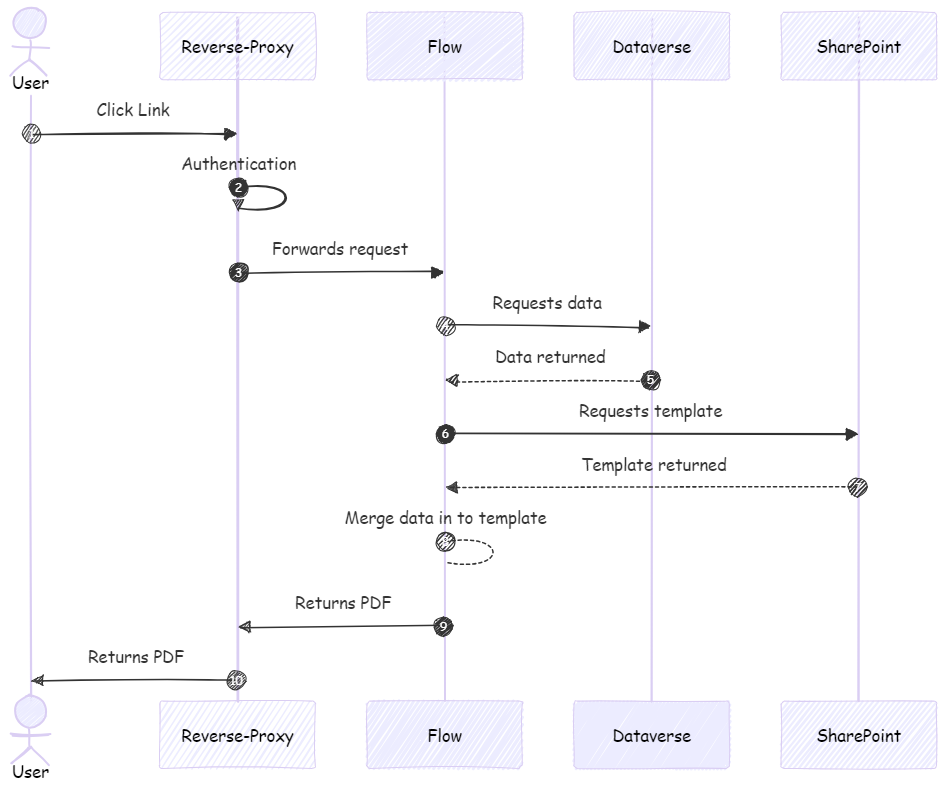 Reverse-Proxy
Flow
Dataverse
SharePoint
User
Click Link
Authentication
2
Forwards request
3
Requests data
Data returned
5
Requests template
6
Template returned
Merge data in to template
Returns PDF
9
Returns PDF
10
Reverse-Proxy
Flow
Dataverse
SharePoint
User